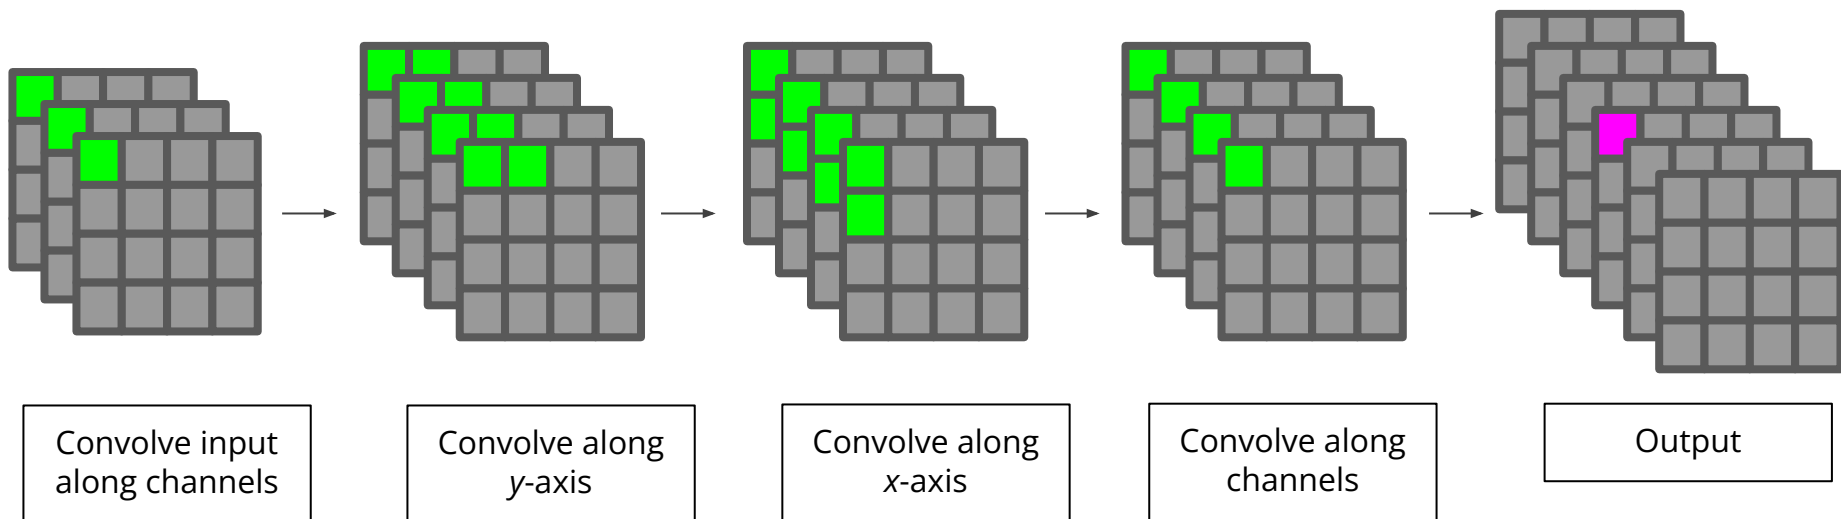 Convolve input
along channels
Convolve along
y-axis
Convolve along
x-axis
Convolve along
channels
Output